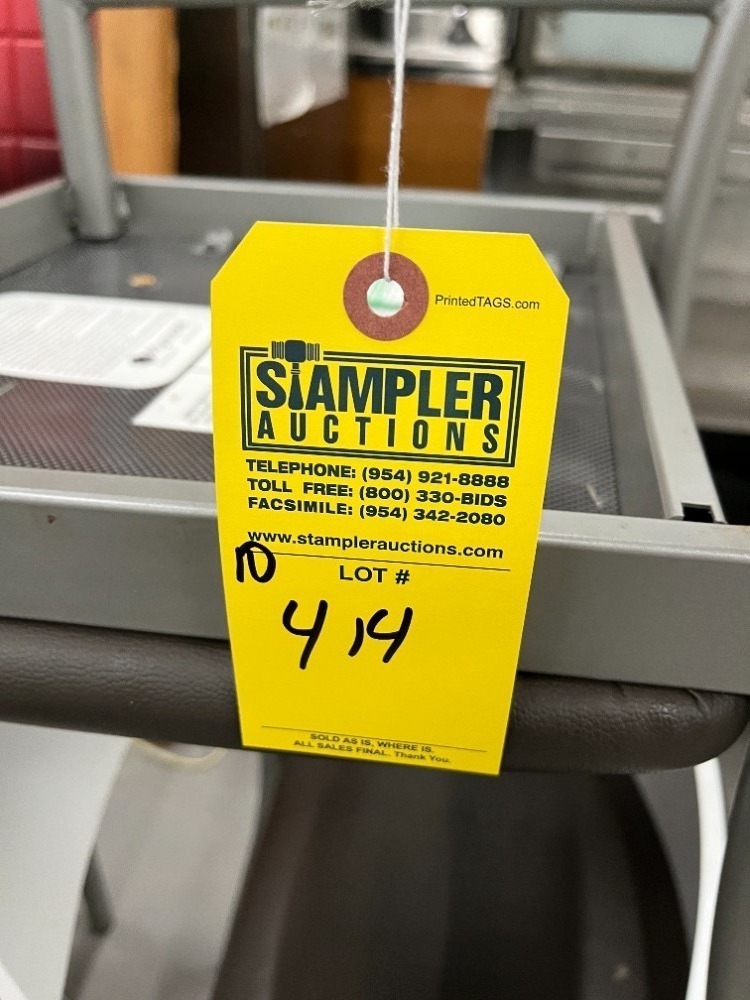 PrintedTAGS.com
STAMPLER
AUCTIONS
TELEPHONE: (954) 921-8888
TOLL FREE: (800) 330-BIDS
FACSIMILE: (954) 342-2080
www.stamplerauctions.com
10
LOT #
414
SOLD AS IS, WHERE IS.
ALL SALES FINAL. Thank You.